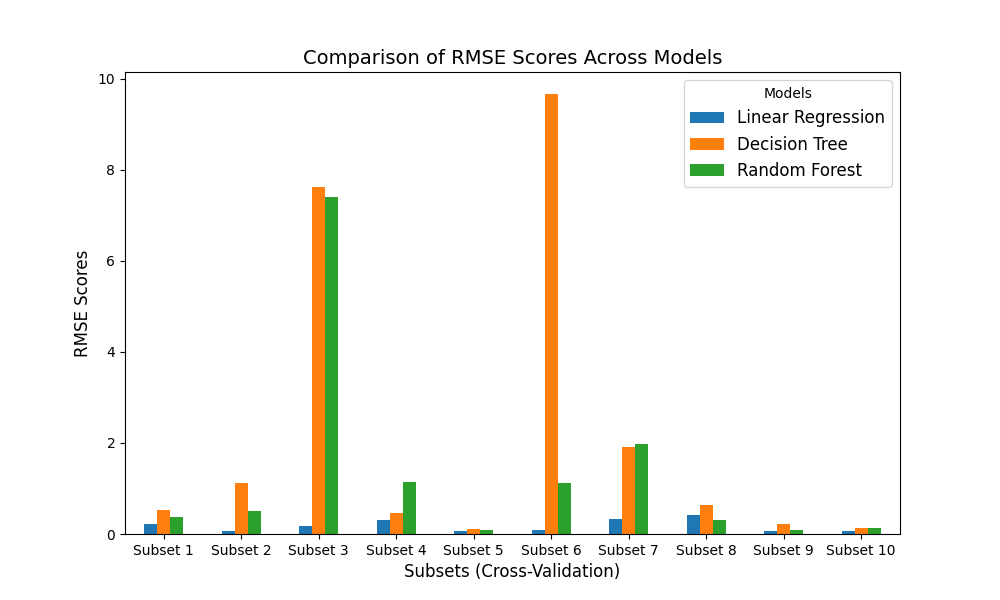 Comparison of RMSE Scores Across Models
Models
Linear Regression
Decision Tree
Random Forest
RMSE Scores
10
8
6
4
2
0
Subset 1 Subset 2 Subset 3 Subset 4 Subset 5 Subset 6 Subset 7 Subset 8 Subset 9 Subset 10
Subsets (Cross-Validation)